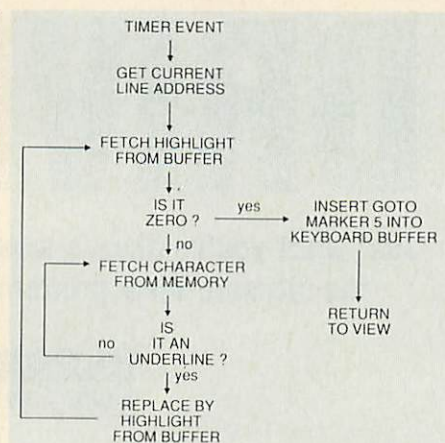 TIMER EVENT
GET CURRENT
LINE ADDRESS
FETCH HIGHLIGHT
FROM BUFFER
IS IT
ZERO ?
yes
INSERT GOTO
MARKER 5 INTO
KEYBOARD BUFFER
no
FETCH CHARACTER
FROM MEMORY
RETURN
TO VIEW
IS
IT AN
UNDERLINE ?
no
yes
REPLACE BY
HIGHLIGHT
FROM BUFFER